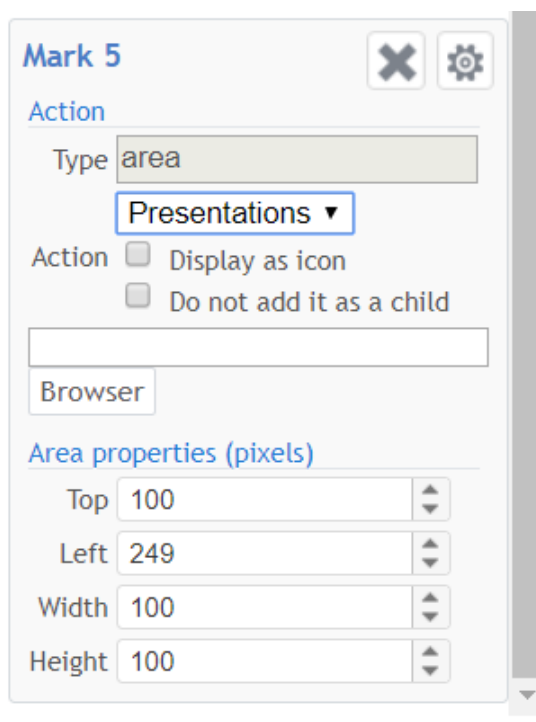 Mark 5
Action
Type area
Presentations
Action Display as icon
Do not add it as a child
Browser
Area properties (pixels)
Top 100
Left 249
Width 100
Height 100